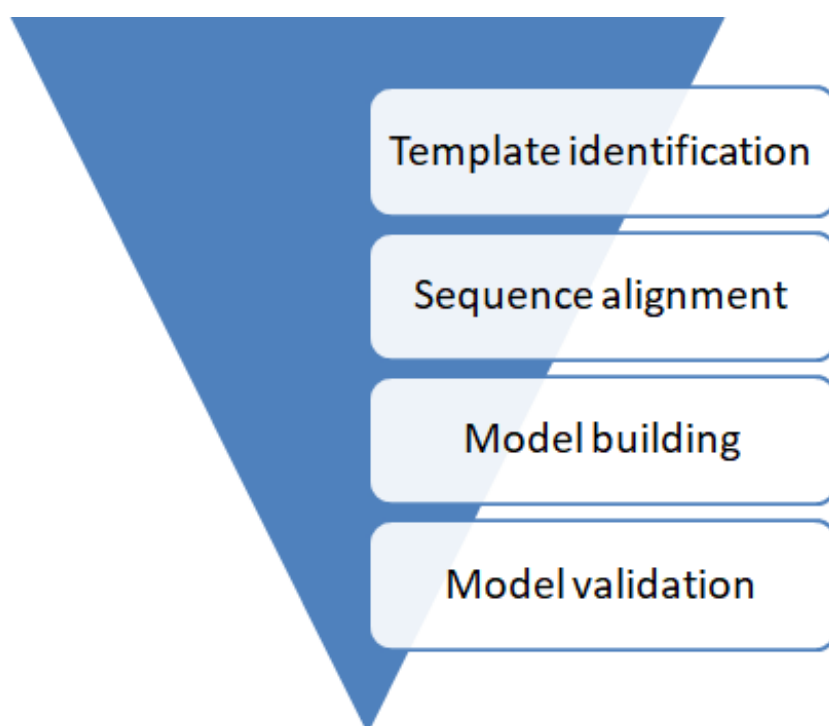 Template identification
Sequence alignment
Model building
Model validation